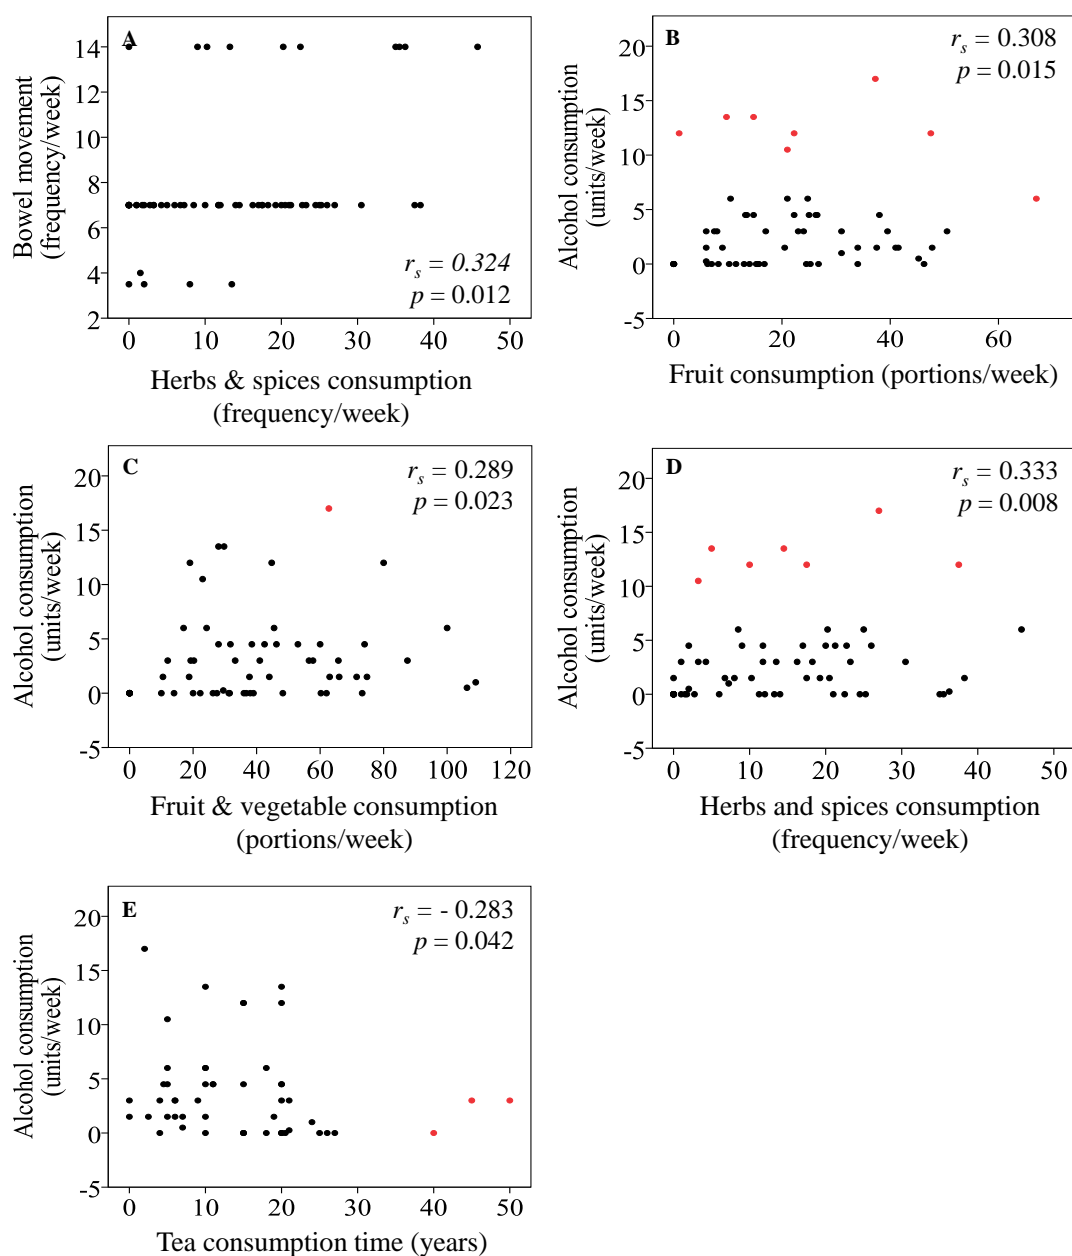 A
r_s = 0.324
p = 0.012
Bowel movement
(frequency/week)
14
12
10
8
6
4
2
0 10 20 30 40 50
Herbs & spices consumption
(frequency/week)
B
r_s = 0.308
p = 0.015
Alcohol consumption
(units/week)
20
15
10
5
0
-5
0 20 40 60
Fruit consumption (portions/week)
C
r_s = 0.289
p = 0.023
Alcohol consumption
(units/week)
20
15
10
5
0
-5
0 20 40 60 80 100 120
Fruit & vegetable consumption
(portions/week)
D
r_s = 0.333
p = 0.008
Alcohol consumption
(units/week)
20
15
10
5
0
-5
0 10 20 30 40 50
Herbs and spices consumption
(frequency/week)
E
r_s = - 0.283
p = 0.042
Alcohol consumption
(units/week)
20
15
10
5
0
-5
0 10 20 30 40 50
Tea consumption time (years)